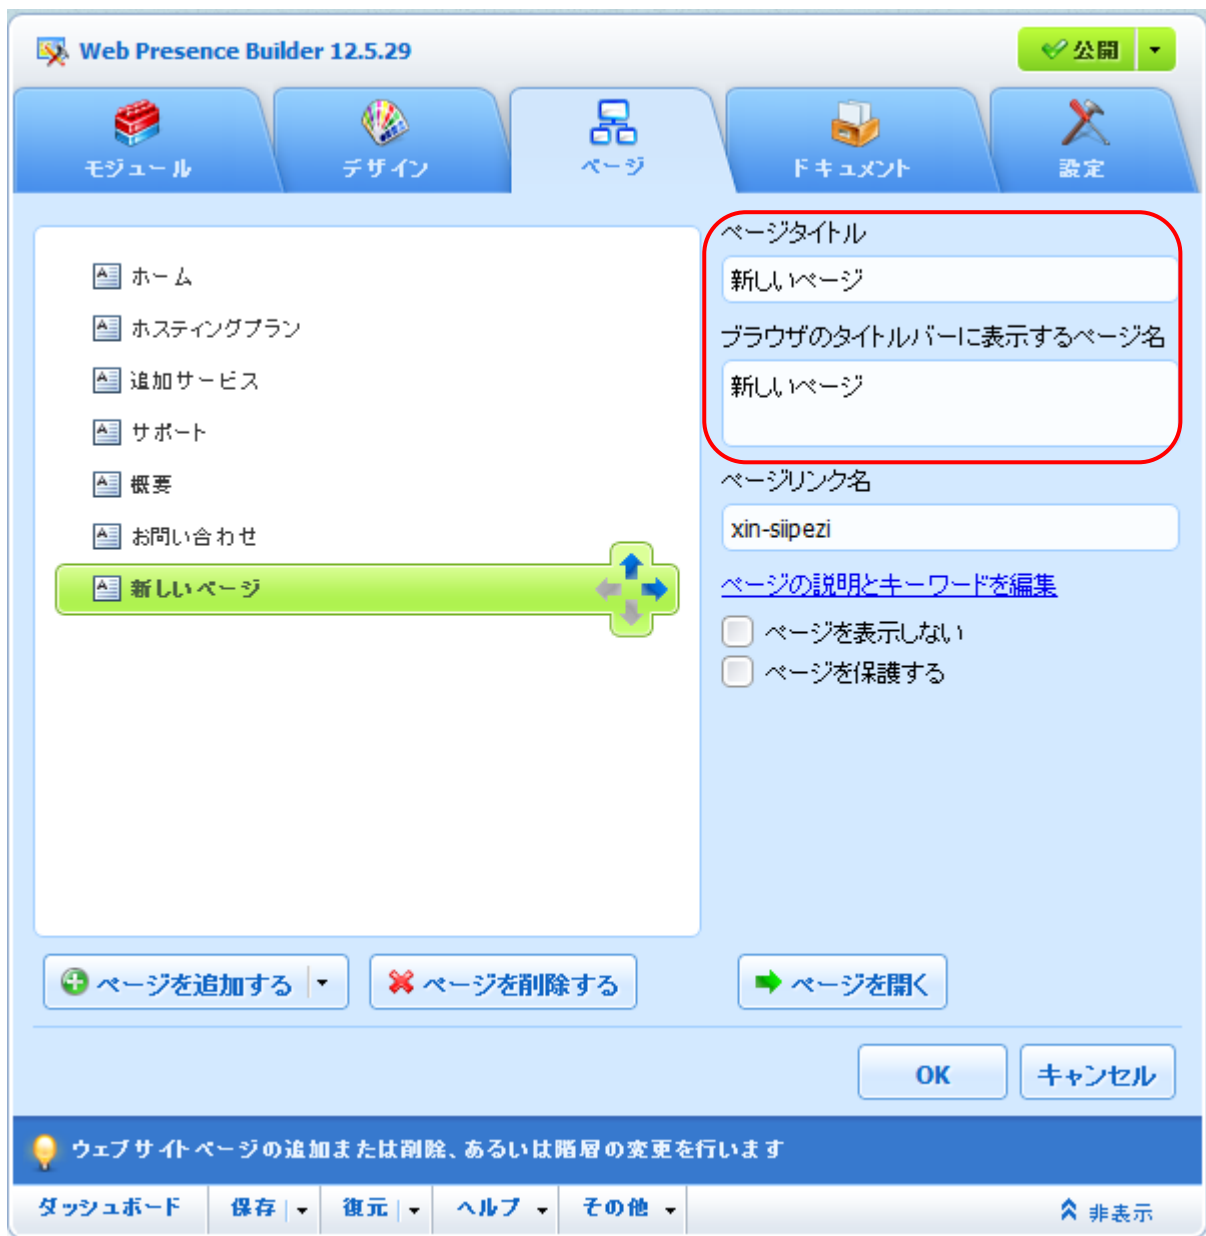 Web Presence Builder 12.5.29
公開
モジュール
デザイン
ページ
ドキュメント
設定
ホーム
ホスティングプラン
追加サービス
サポート
概要
お問い合わせ
新しいページ
ページタイトル
新しいページ
ブラウザのタイトルバーに表示するページ名
新しいページ
ページリンク名
xin-siipezi
ページの説明とキーワードを編集
ページを表示しない
ページを保護する
ページを追加する
ページを削除する
ページを開く
OK
キャンセル
ウェブサイトページの追加または削除、あるいは階層の変更を行います
ダッシュボード
保存
復元
ヘルプ
その他
非表示